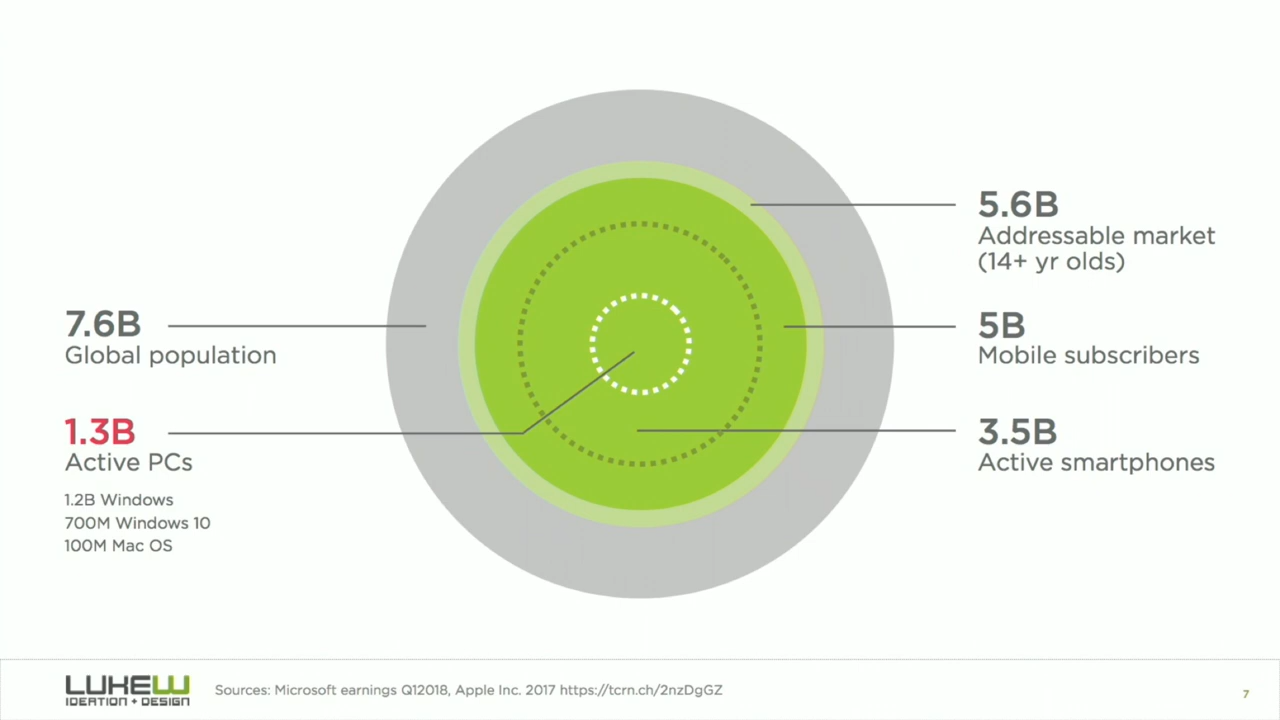 7.6B
Global population
1.3B
Active PCs
1.2B Windows
700M Windows 10
100M Mac OS
5.6B
Addressable market
(14+ yr olds)
5B
Mobile subscribers
3.5B
Active smartphones
LUKEW
IDEATION + DESIGN
Sources: Microsoft earnings Q12018, Apple Inc. 2017 https://tcrn.ch/2nzDgGZ
7